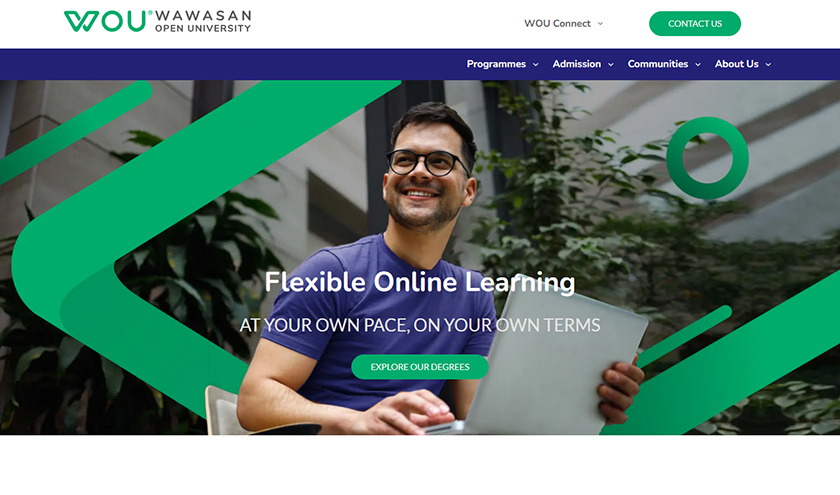 WOU® WAWASAN
OPEN UNIVERSITY
WOU Connect
CONTACT US
Programmes Admission Communities About Us
Flexible Online Learning
AT YOUR OWN PACE, ON YOUR OWN TERMS
EXPLORE OUR DEGREES